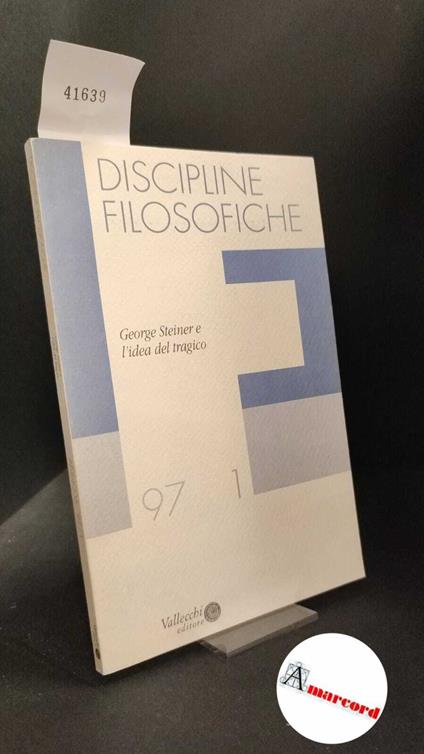 41639
DISCIPLINE
FILOSOFICHE
George Steiner e
l'idea del tragico
97 1
Vallecchi
editore
Amarcord